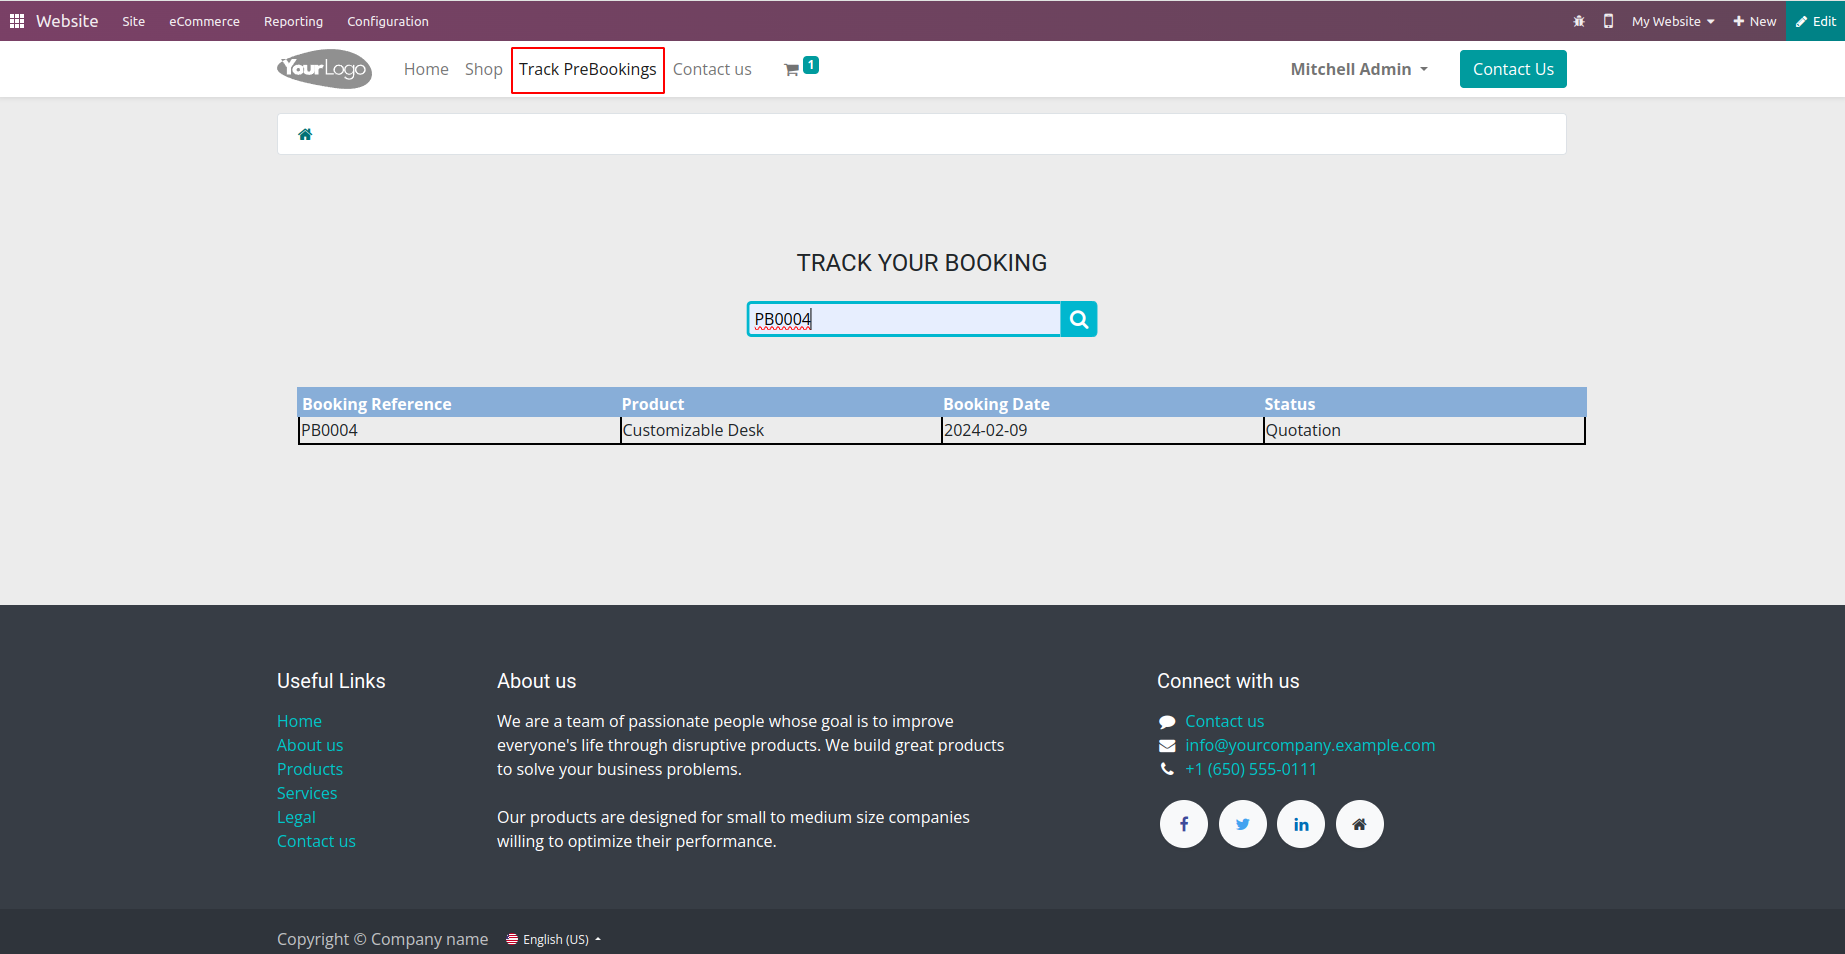 Website Site eCommerce Reporting Configuration My Website New Edit
YourLogo Home Shop Track PreBookings Contact us 1 Mitchell Admin Contact Us
TRACK YOUR BOOKING
PB0004
Booking Reference Product Booking Date Status
PB0004 Customizable Desk 2024-02-09 Quotation
Useful Links
Home
About us
Products
Services
Legal
Contact us
About us
We are a team of passionate people whose goal is to improve
everyone's life through disruptive products. We build great products
to solve your business problems.
Our products are designed for small to medium size companies
willing to optimize their performance.
Connect with us
Contact us
info@yourcompany.example.com
+1 (650) 555-0111
Copyright © Company name English (US)